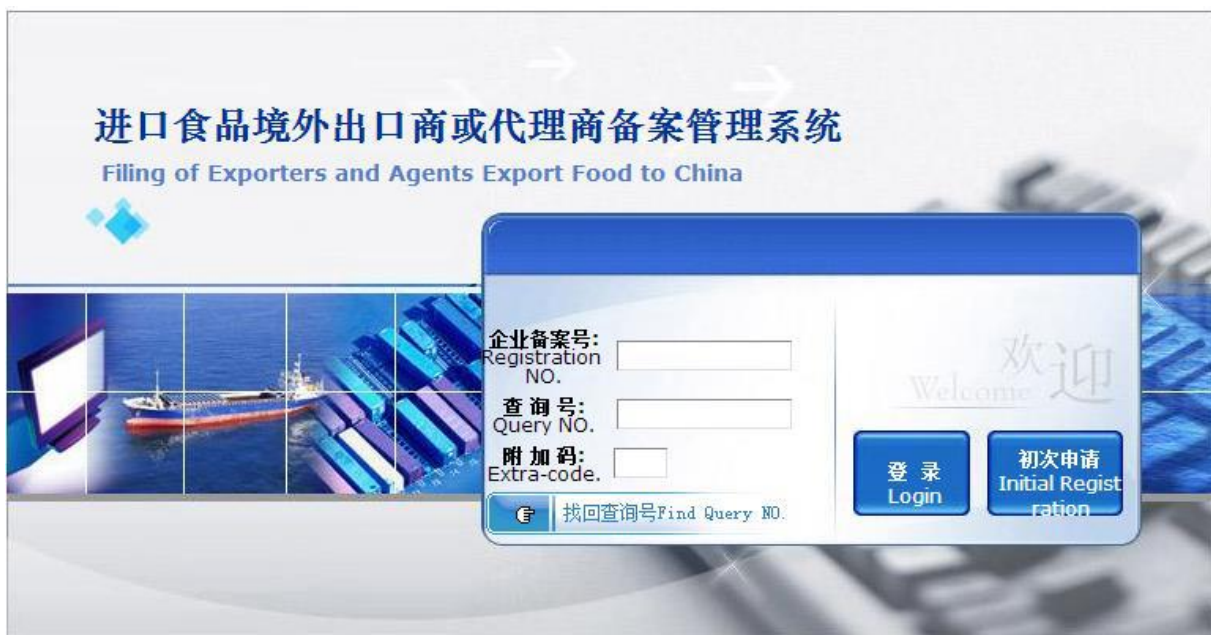 进口食品境外出口商或代理商备案管理系统
Filing of Exporters and Agents Export Food to China
欢迎
Welcome
企业备案号:
Registration
NO.
查 询 号:
Query NO.
附 加 码:
Extra-code.
找回查询号Find Query NO.
登 录
Login
初次申请
Initial Regist
ration